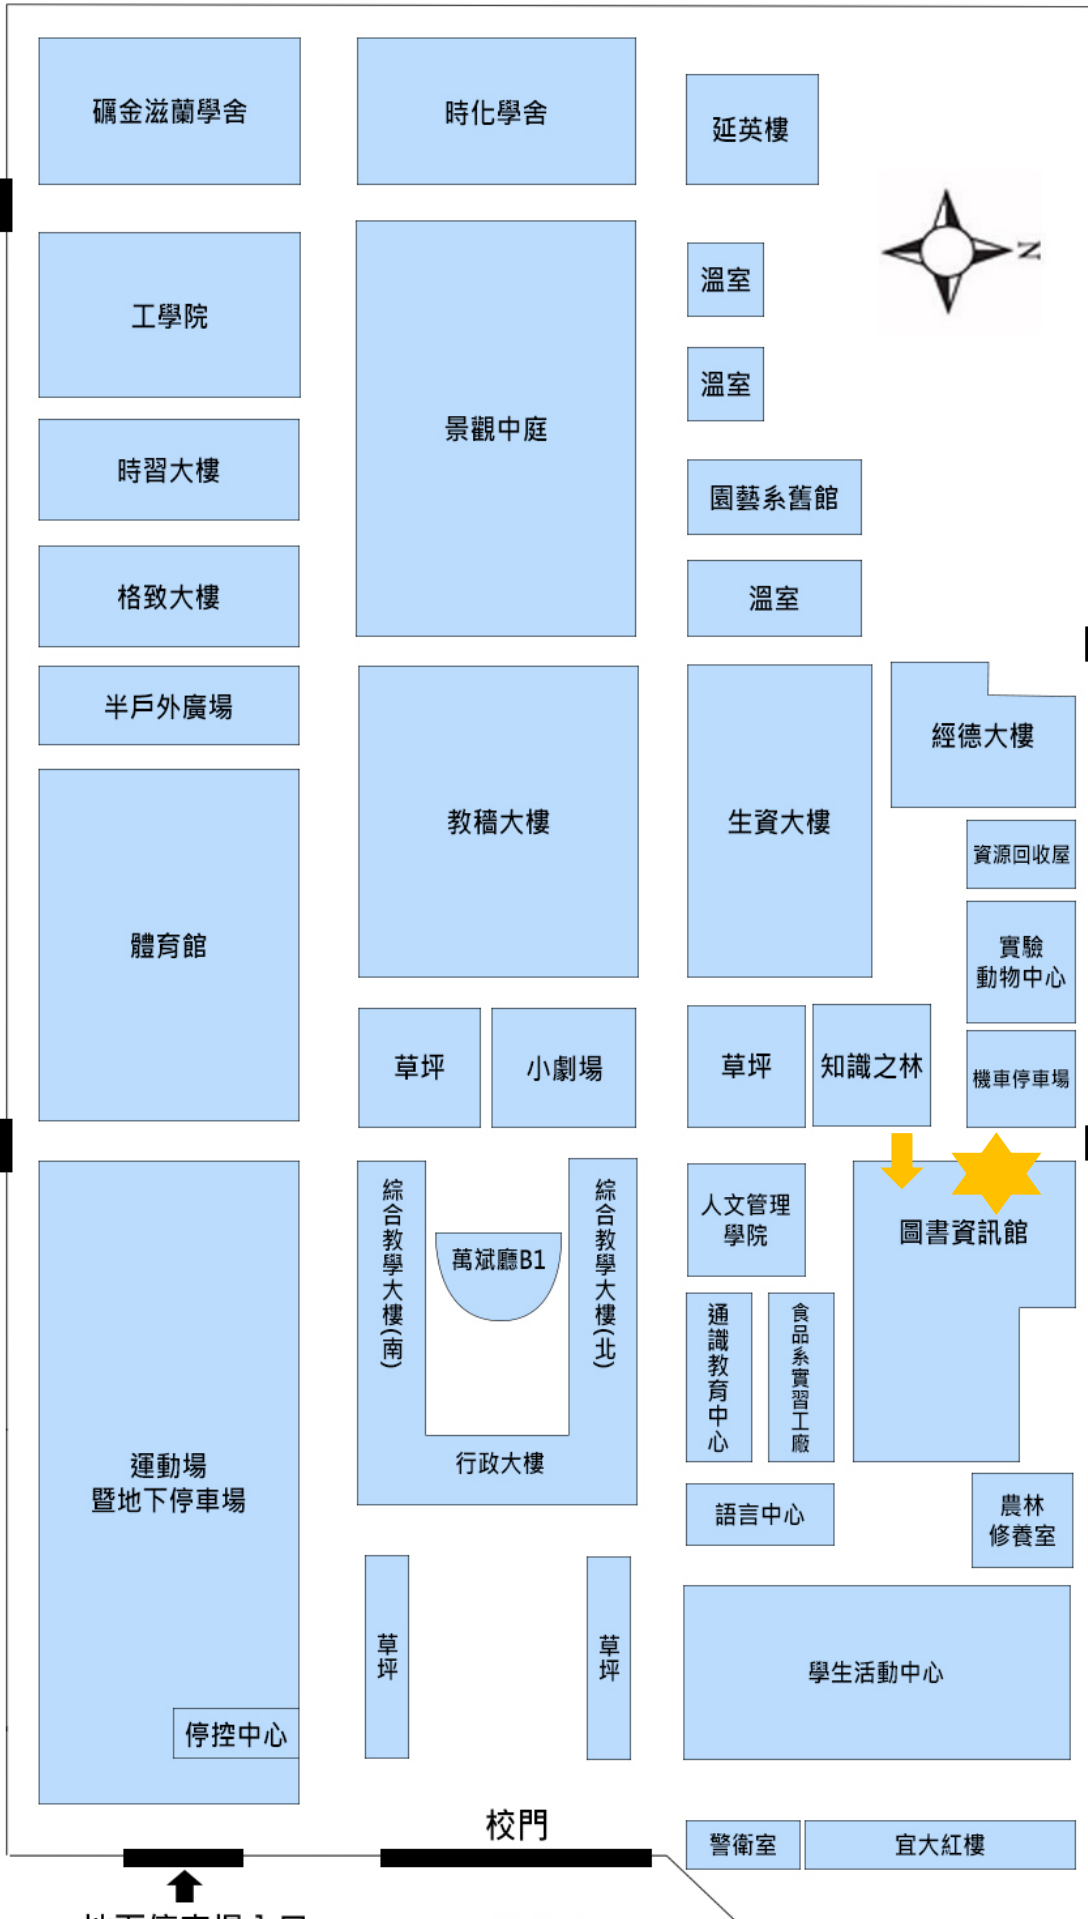 礪金滋蘭學舍
時化學舍
延英樓
N
工學院
溫室
溫室
景觀中庭
時習大樓
園藝系舊館
格致大樓
溫室
半戶外廣場
經德大樓
教穡大樓
生資大樓
資源回收屋
體育館
實驗
動物中心
草坪
小劇場
草坪
知識之林
機車停車場
綜合教學大樓(南)
萬斌廳B1
綜合教學大樓(北)
人文管理
學院
圖書資訊館
通識教育中心
食品系實習工廠
行政大樓
運動場
暨地下停車場
語言中心
農林
修養室
草坪
草坪
學生活動中心
停控中心
校門
警衛室
宜大紅樓